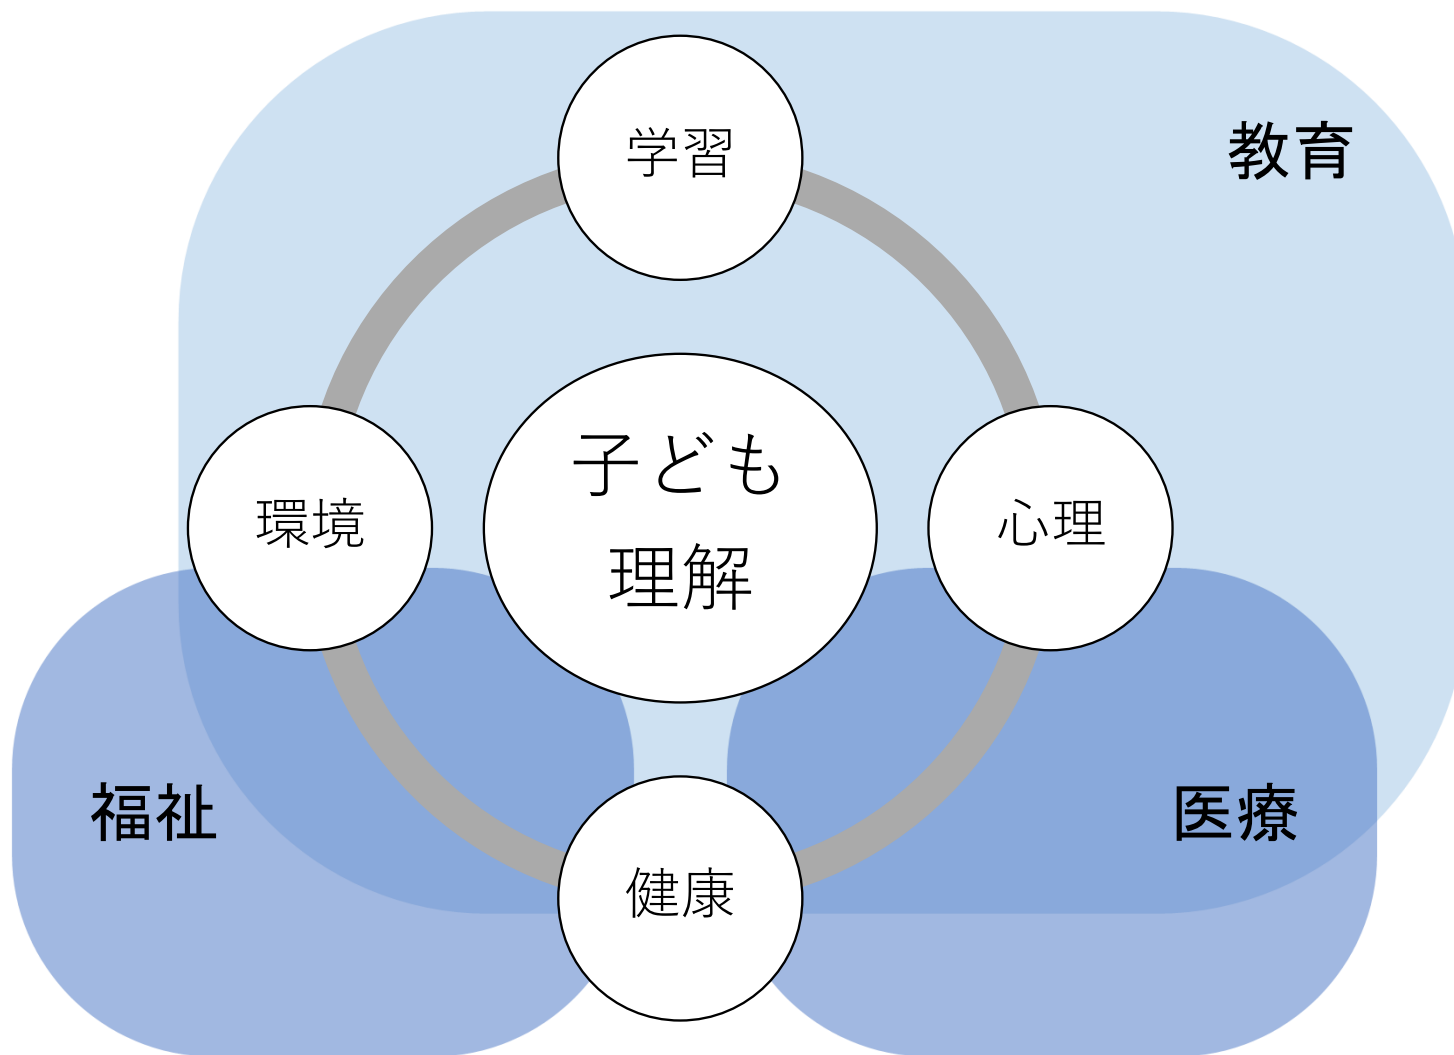 学習
教育
子ども
理解
環境
心理
福祉
医療
健康